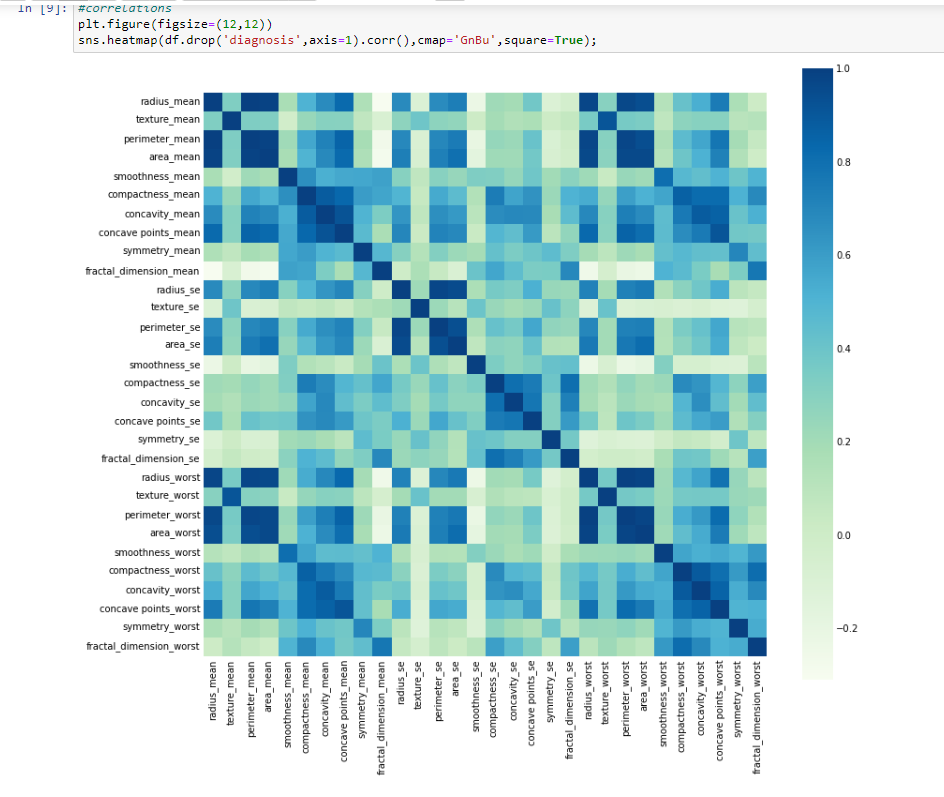 In [9]: #correlations
plt.figure(figsize=(12,12))
sns.heatmap(df.drop('diagnosis',axis=1).corr(),cmap='GnBu',square=True);
1.0
0.8
0.6
0.4
0.2
0.0
−0.2
radius_mean
texture_mean
perimeter_mean
area_mean
smoothness_mean
compactness_mean
concavity_mean
concave points_mean
symmetry_mean
fractal_dimension_mean
radius_se
texture_se
perimeter_se
area_se
smoothness_se
compactness_se
concavity_se
concave points_se
symmetry_se
fractal_dimension_se
radius_worst
texture_worst
perimeter_worst
area_worst
smoothness_worst
compactness_worst
concavity_worst
concave points_worst
symmetry_worst
fractal_dimension_worst
radius_mean
texture_mean
perimeter_mean
area_mean
smoothness_mean
compactness_mean
concavity_mean
concave points_mean
symmetry_mean
fractal_dimension_mean
radius_se
texture_se
perimeter_se
area_se
smoothness_se
compactness_se
concavity_se
concave points_se
symmetry_se
fractal_dimension_se
radius_worst
texture_worst
perimeter_worst
area_worst
smoothness_worst
compactness_worst
concavity_worst
concave points_worst
symmetry_worst
fractal_dimension_worst